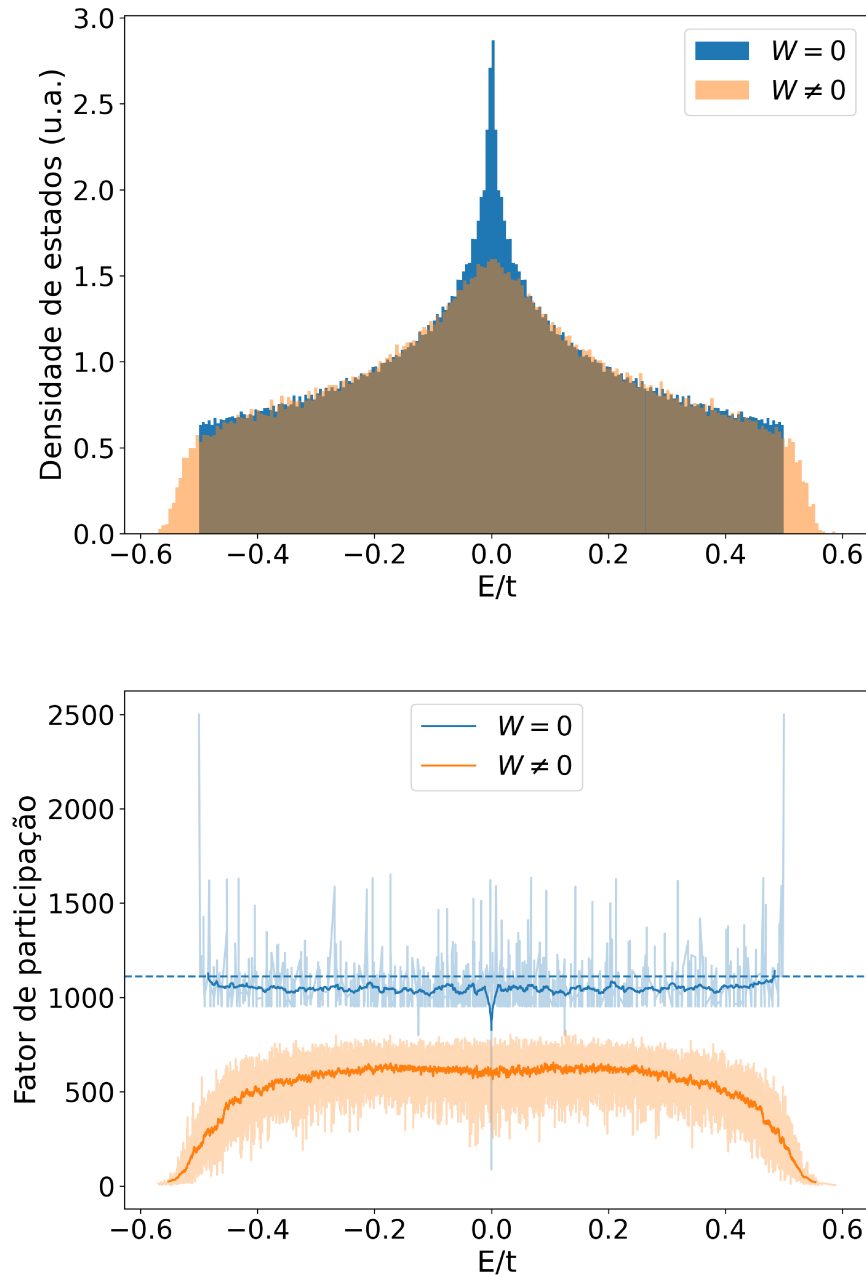 3.0
2.5
2.0
1.5
1.0
0.5
0.0
Densidade de estados (u.a.)
W = 0
W ≠ 0
−0.6 −0.4 −0.2 0.0 0.2 0.4 0.6
E/t
2500
2000
1500
1000
500
0
Fator de participação
W = 0
W ≠ 0
−0.6 −0.4 −0.2 0.0 0.2 0.4 0.6
E/t